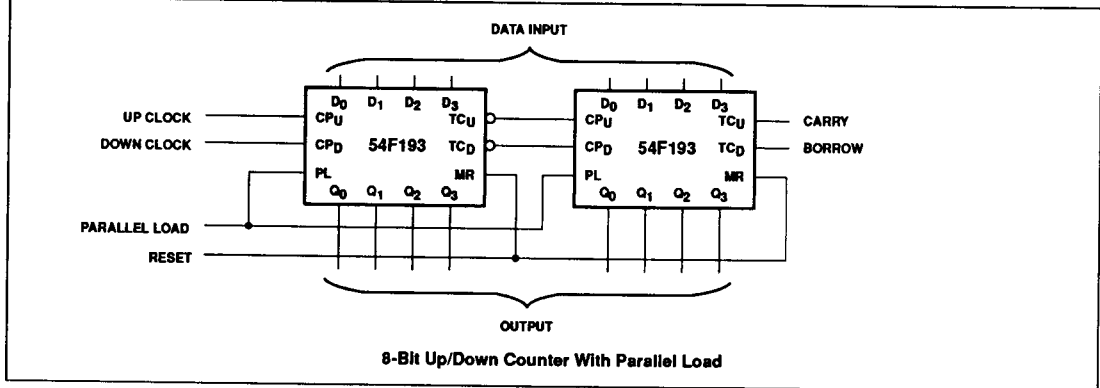 DATA INPUT
D0 D1 D2 D3
CPU TCU
CPD 54F193 TCD
PL MR
Q0 Q1 Q2 Q3
D0 D1 D2 D3
CPU TCU
CPD 54F193 TCD
PL MR
Q0 Q1 Q2 Q3
UP CLOCK
DOWN CLOCK
PARALLEL LOAD
RESET
CARRY
BORROW
OUTPUT
8-Bit Up/Down Counter With Parallel Load